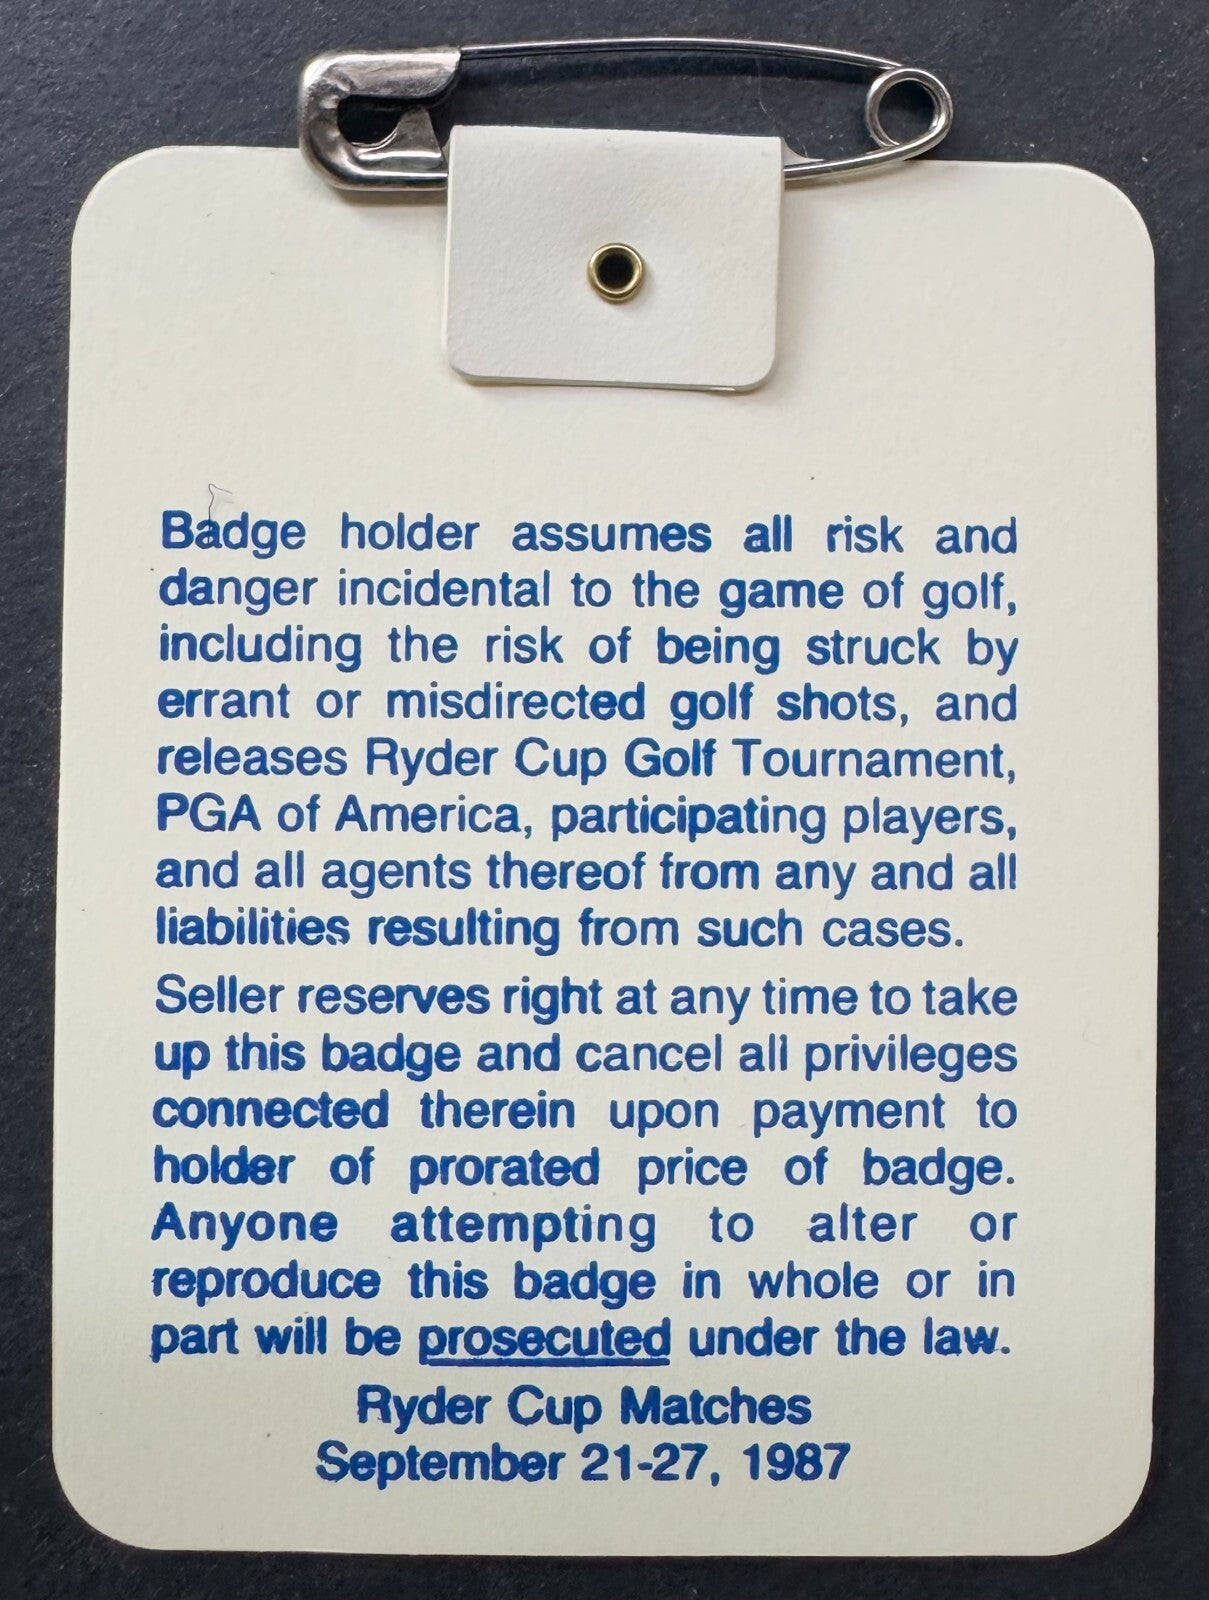 Badge holder assumes all risk and
danger incidental to the game of golf,
including the risk of being struck by
errant or misdirected golf shots, and
releases Ryder Cup Golf Tournament,
PGA of America, participating players,
and all agents thereof from any and all
liabilities resulting from such cases.
Seller reserves right at any time to take
up this badge and cancel all privileges
connected therein upon payment to
holder of prorated price of badge.
Anyone attempting to alter or
reproduce this badge in whole or in
part will be prosecuted under the law.
Ryder Cup Matches
September 21-27, 1987